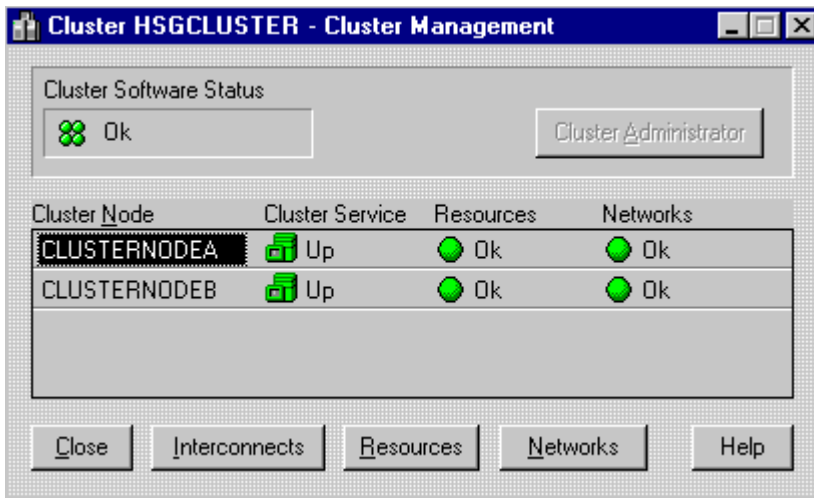 Cluster HSGCLUSTER - Cluster Management
Cluster Software Status
Ok
Cluster Administrator
Cluster Node Cluster Service Resources Networks
CLUSTERNODEA Up Ok Ok
CLUSTERNODEB Up Ok Ok
Close Interconnects Resources Networks Help